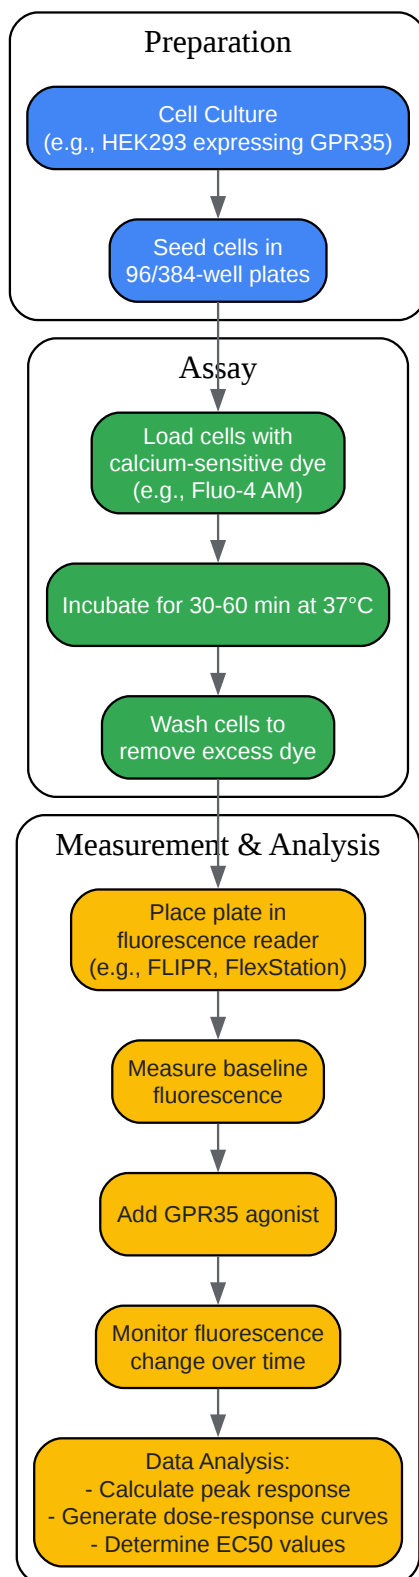 Preparation
Cell Culture
(e.g., HEK293 expressing GPR35)
Seed cells in
96/384-well plates
Assay
Load cells with
calcium-sensitive dye
(e.g., Fluo-4 AM)
Incubate for 30-60 min at 37°C
Wash cells to
remove excess dye
Measurement & Analysis
Place plate in
fluorescence reader
(e.g., FLIPR, FlexStation)
Measure baseline
fluorescence
Add GPR35 agonist
Monitor fluorescence
change over time
Data Analysis:
- Calculate peak response
- Generate dose-response curves
- Determine EC50 values